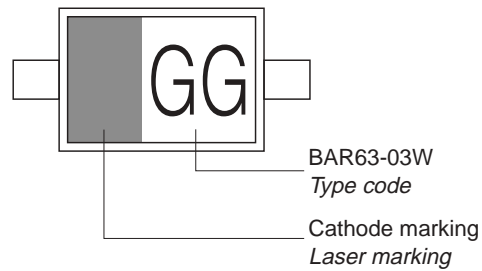 GG
BAR63-03W
Type code
Cathode marking
Laser marking